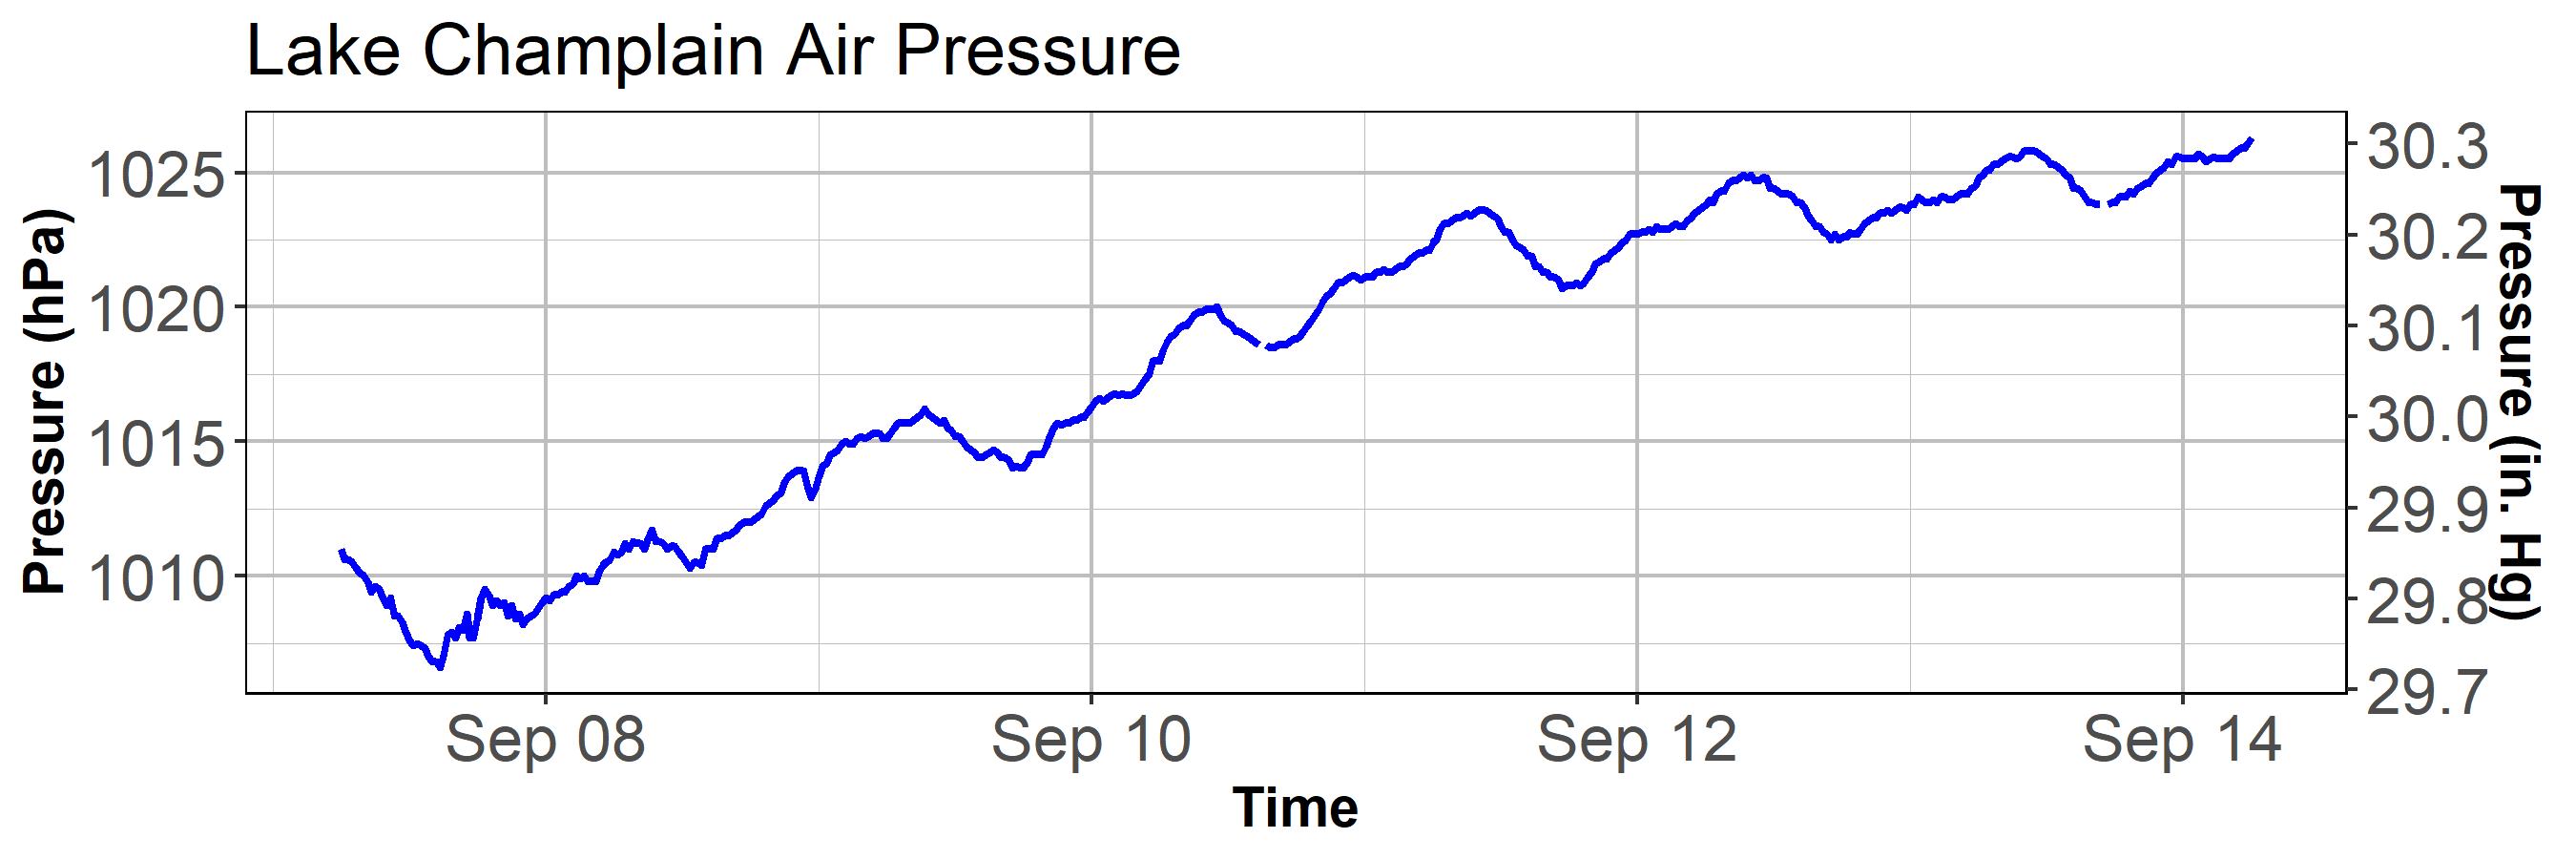 Lake Champlain Air Pressure
Pressure (hPa)
1025
1020
1015
1010
30.3
30.2
30.1
30.0
29.9
29.8
29.7
Pressure (in. Hg)
Sep 08
Sep 10
Sep 12
Sep 14
Time